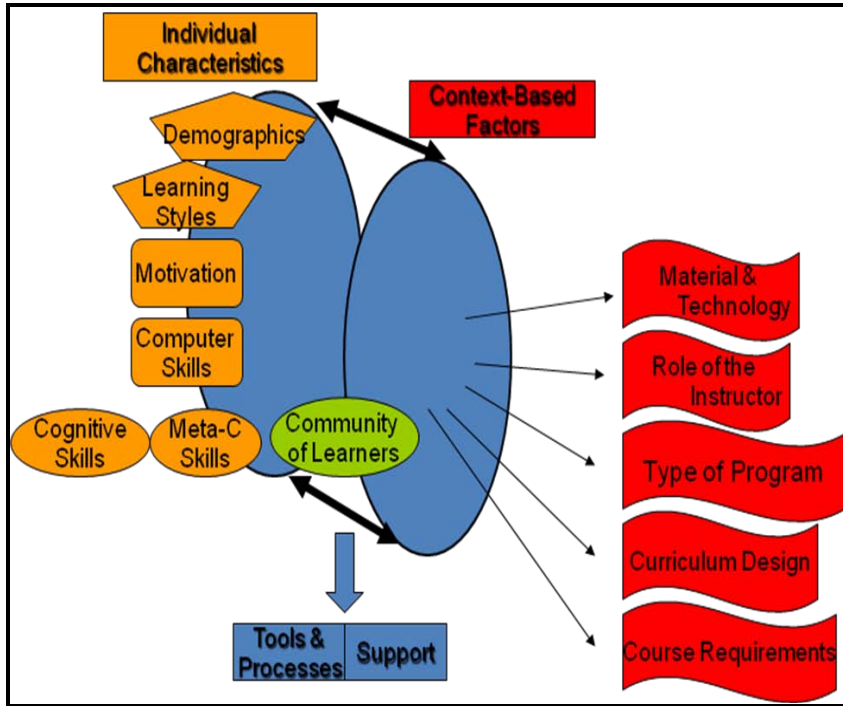 Individual
Characteristics
Context-Based
Factors
Demographics
Learning
Styles
Motivation
Computer
Skills
Cognitive
Skills
Meta-C
Skills
Community
of Learners
Material &
Technology
Role of the
Instructor
Type of Program
Curriculum Design
Course Requirements
Tools &
Processes
Support